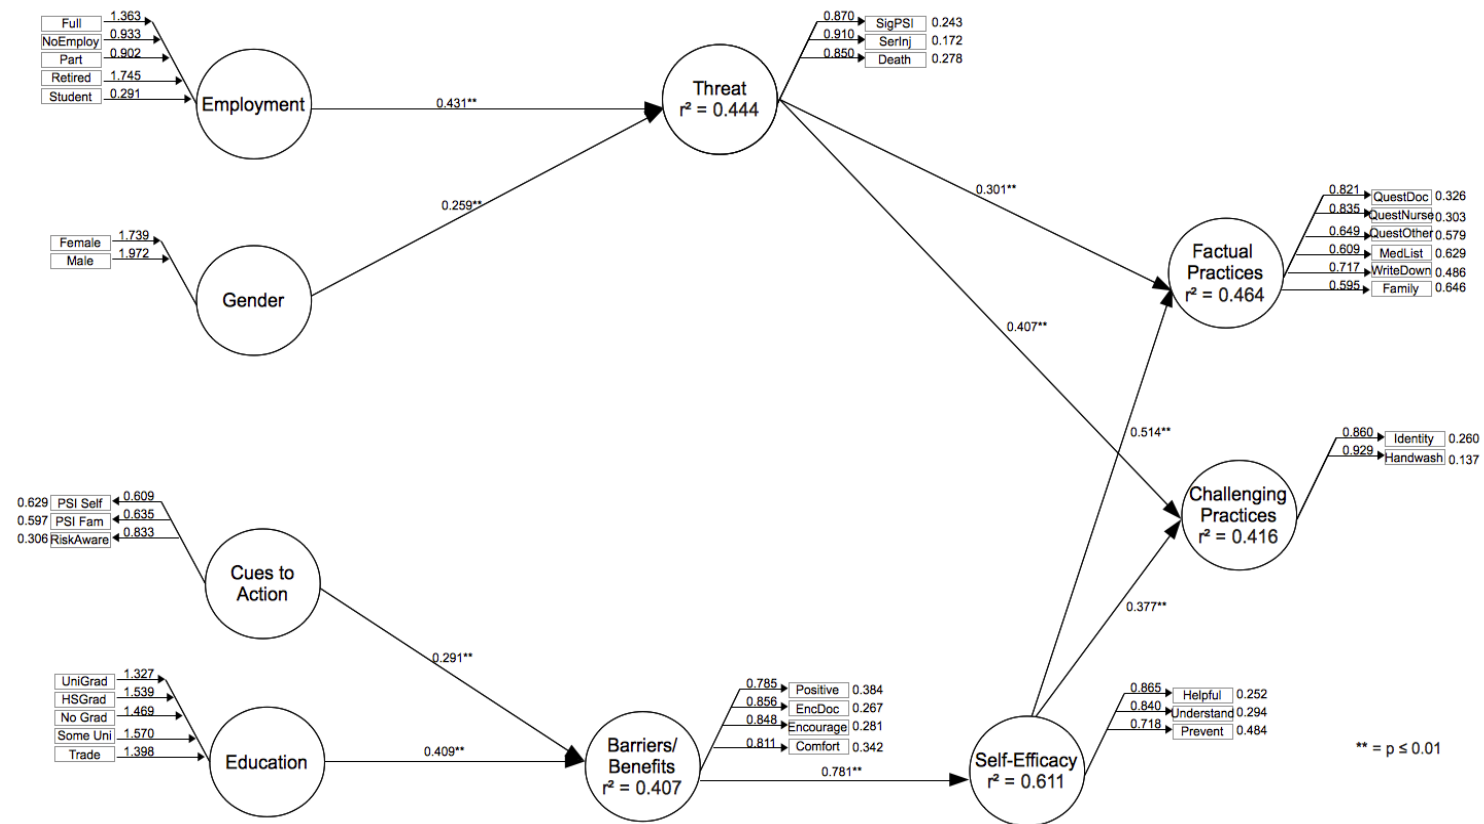 Full 1.363
NoEmploy 0.933
Part 0.902
Retired 1.745
Student 0.291
Employment
0.431**
Threat
r² = 0.444
0.870 SigPSI 0.243
0.910 SerInj 0.172
0.850 Death 0.278
Female 1.739
Male 1.972
Gender
0.259**
0.301**
0.407**
Factual
Practices
r² = 0.464
0.821 QuestDoc 0.326
0.835 QuestNurse 0.303
0.649 QuestOther 0.579
0.609 MedList 0.629
0.717 WriteDown 0.486
0.595 Family 0.646
0.514**
0.377**
Challenging
Practices
r² = 0.416
0.860 Identity 0.260
0.929 Handwash 0.137
0.629 PSI Self 0.609
0.597 PSI Fam 0.635
0.306 RiskAware 0.833
Cues to
Action
0.291**
UniGrad 1.327
HSGrad 1.539
No Grad 1.469
Some Uni 1.570
Trade 1.398
Education
0.409**
Barriers/
Benefits
r² = 0.407
0.785 Positive 0.384
0.856 EncDoc 0.267
0.848 Encourage 0.281
0.811 Comfort 0.342
0.781**
Self-Efficacy
r² = 0.611
0.865 Helpful 0.252
0.840 Understand 0.294
0.718 Prevent 0.484
** = p ≤ 0.01